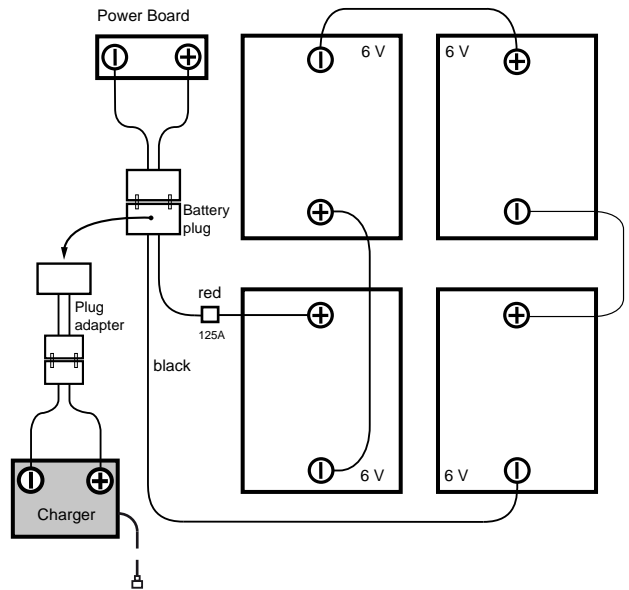 Power Board
6 V
6 V
Battery
plug
Plug
adapter
red
125A
black
6 V
6 V
Charger